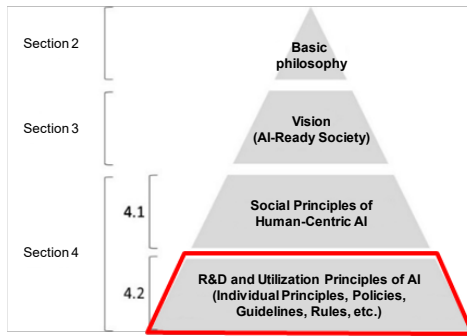 Section 2
Basic
philosophy
Section 3
Vision
(AI-Ready Society)
Section 4
4.1
Social Principles of
Human-Centric AI
4.2
R&D and Utilization Principles of AI
(Individual Principles, Policies,
Guidelines, Rules, etc.)